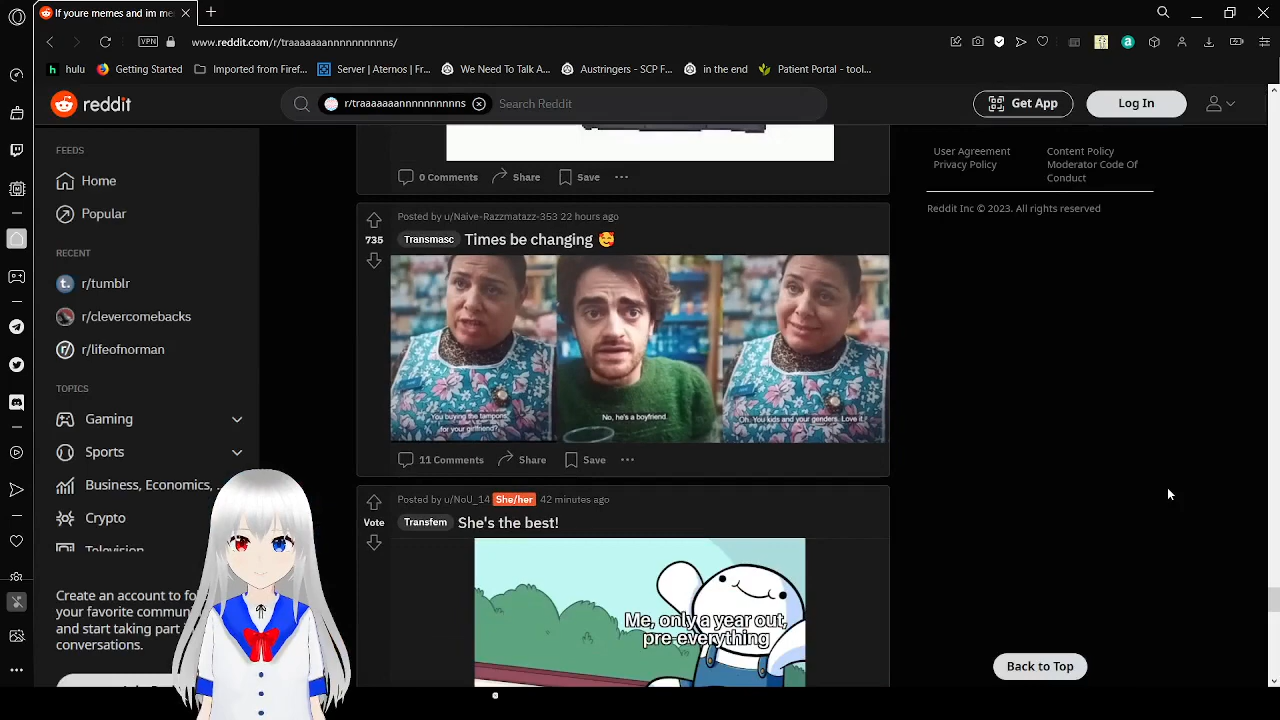 If youre memes and im me
www.reddit.com/r/traaaaaaannnnnnnnnns/
VPN
hulu
Getting Started
Imported from Firef...
Server | Aternos | Fr...
We Need To Talk A...
Austringers - SCP F...
in the end
Patient Portal - tool...
reddit
r/traaaaaaannnnnnnnnns
Search Reddit
Get App
Log In
FEEDS
Home
Popular
RECENT
r/tumblr
r/clevercomebacks
r/lifeofnorman
TOPICS
Gaming
Sports
Business, Economics, ...
Crypto
Television
Create an account to fo
your favorite commun
and start taking part i
conversations.
0 Comments
Share
Save
Posted by u/Naive-Razzmatazz-353 22 hours ago
735
Transmasc
Times be changing 🥰
You buying the tampons
for your girlfriend?
No, he's a boyfriend.
Oh. You kids and your genders. Love it!
11 Comments
Share
Save
Posted by u/NoU_14 She/her 42 minutes ago
Vote
Transfem
She's the best!
Me, only a year out,
pre-everything
User Agreement
Privacy Policy
Content Policy
Moderator Code Of
Conduct
Reddit Inc © 2023. All rights reserved
Back to Top